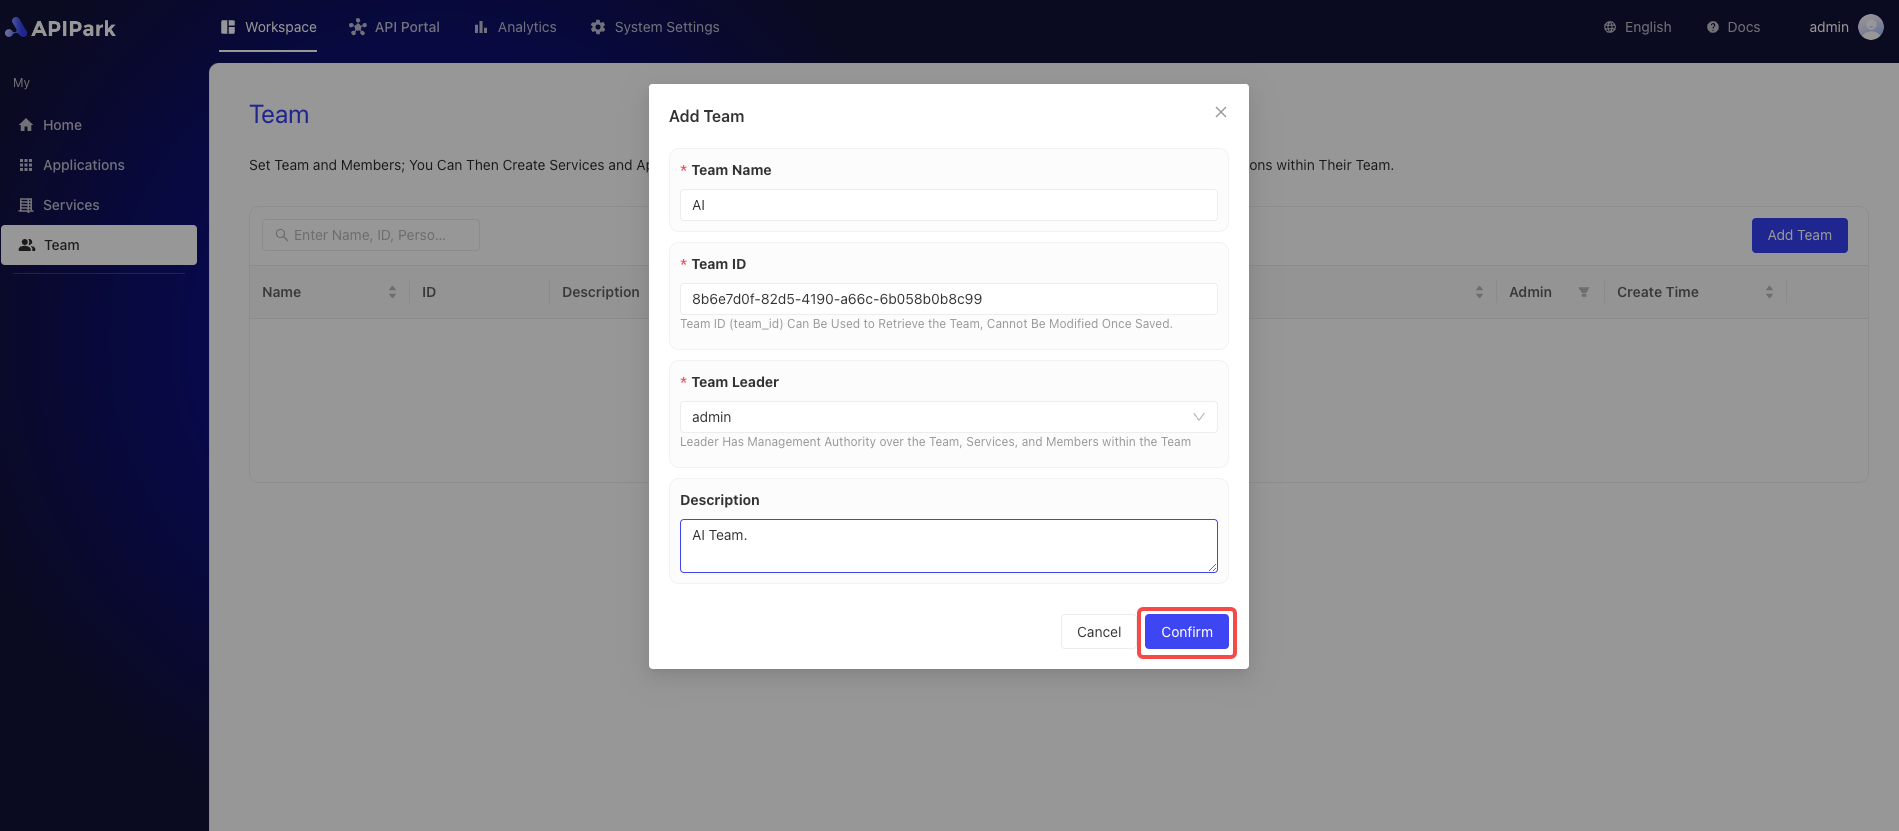 APIPark
Workspace
API Portal
Analytics
System Settings
English
Docs
admin
My
Home
Applications
Services
Team
Team
Set Team and Members; You Can Then Create Services and
ons within Their Team.
Enter Name, ID, Perso...
Add Team
Name
ID
Description
Admin
Create Time
Add Team
* Team Name
AI
* Team ID
8b6e7d0f-82d5-4190-a66c-6b058b0b8c99
Team ID (team_id) Can Be Used to Retrieve the Team, Cannot Be Modified Once Saved.
* Team Leader
admin
Leader Has Management Authority over the Team, Services, and Members within the Team
Description
AI Team.
Cancel
Confirm